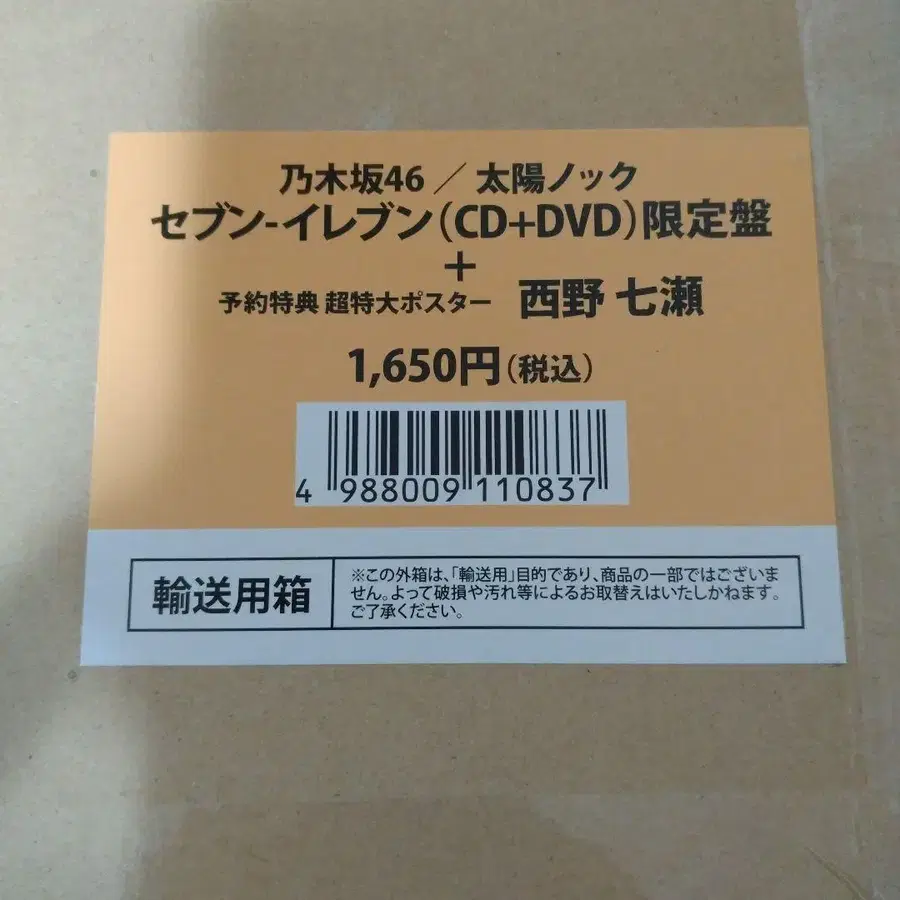 乃木坂46 ／ 太陽ノック
セブン-イレブン（CD+DVD）限定盤
＋
予約特典 超特大ポスター 西野 七瀬
1,650円（税込）
4 988009 110837
輸送用箱
※この外箱は、「輸送用」目的であり、商品の一部ではございま
せん。よって破損や汚れ等によるお取替えはいたしかねます。
ご了承ください。